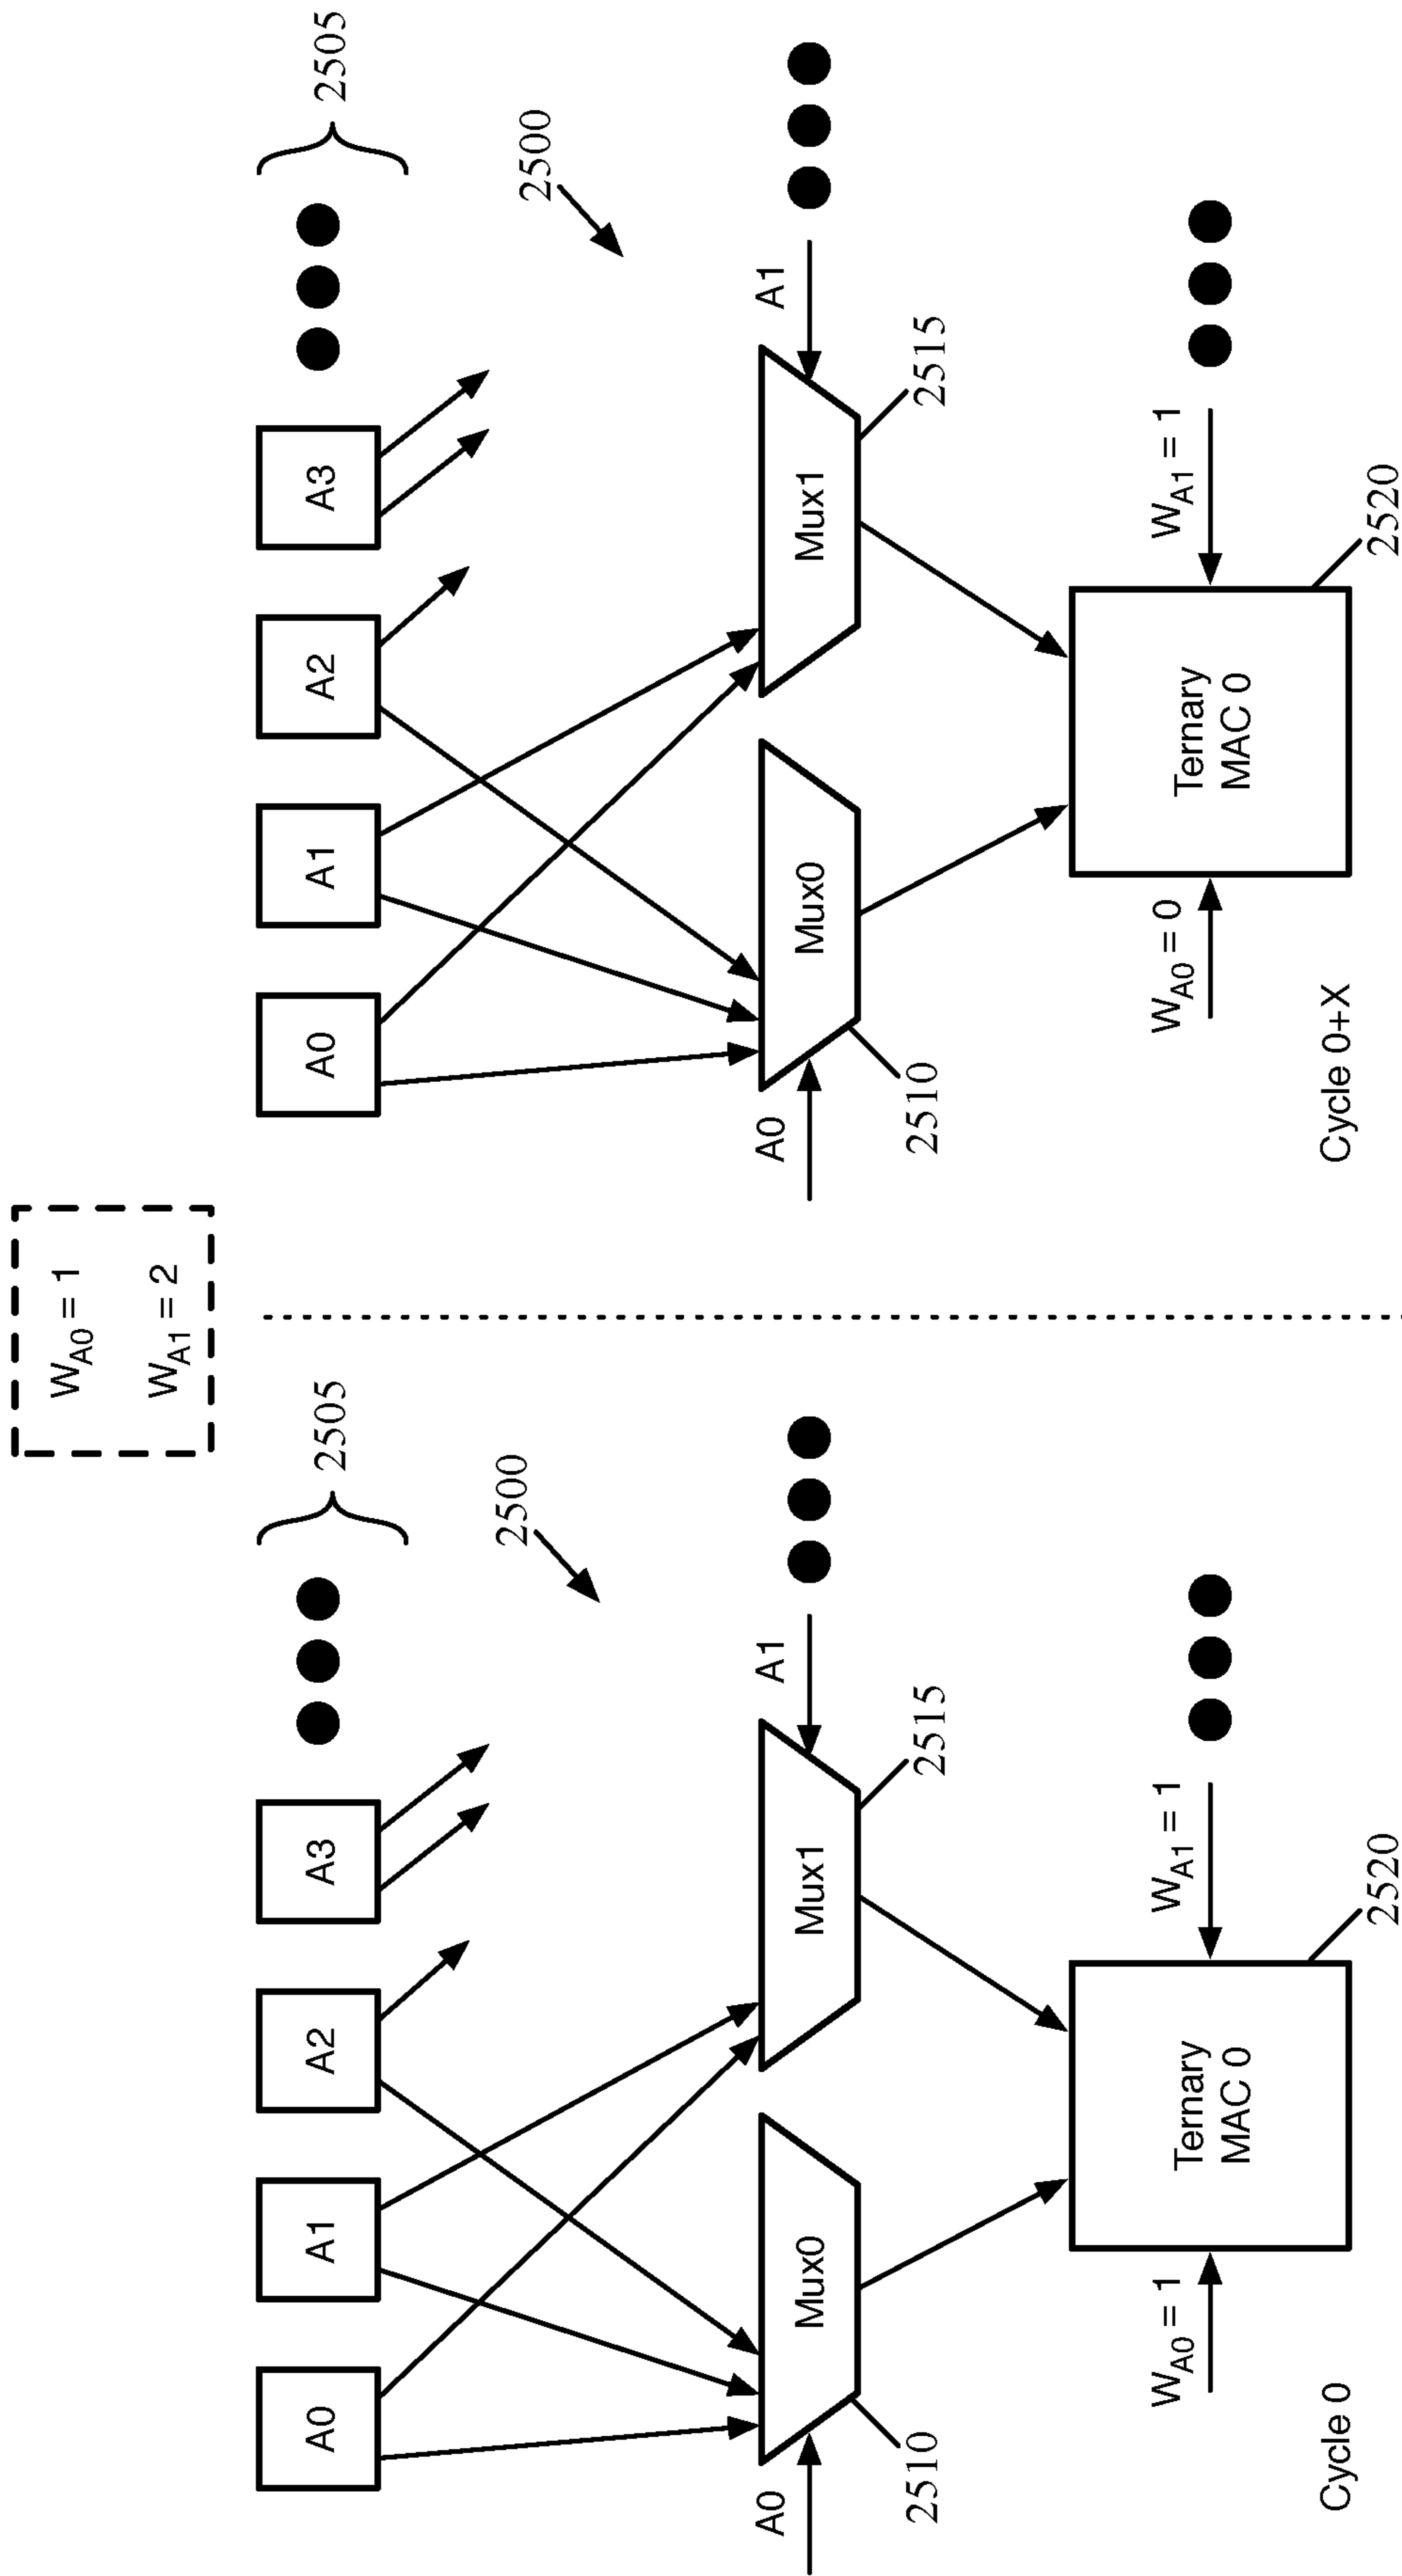 W_A0 = 1
W_A1 = 2
2505
A0
A1
A2
A3
2500
A0
Mux0
Mux1
A1
2510
2515
W_A0 = 1
Ternary
MAC 0
W_A1 = 1
2520
Cycle 0
2505
A0
A1
A2
A3
2500
A0
Mux0
Mux1
A1
2510
2515
W_A0 = 0
Ternary
MAC 0
W_A1 = 1
2520
Cycle 0+X